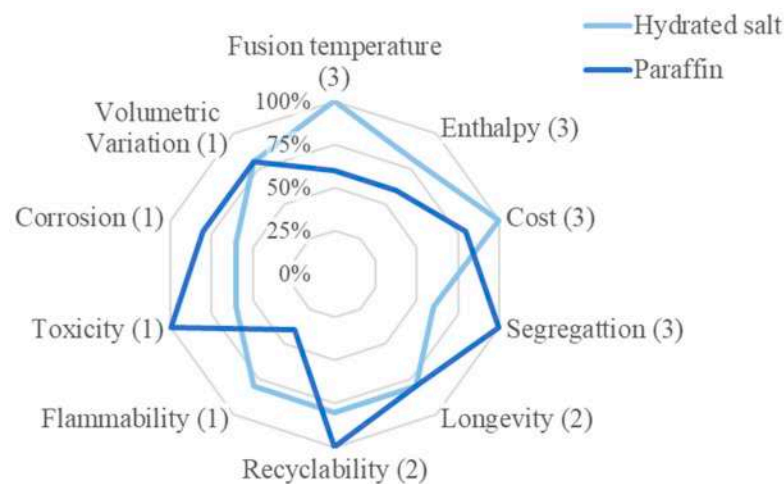 Hydrated salt
Paraffin
Fusion temperature
(3)
Volumetric
Variation (1)
Enthalpy (3)
100%
75%
50%
25%
0%
Corrosion (1)
Cost (3)
Toxicity (1)
Segregattion (3)
Flammability (1)
Longevity (2)
Recyclability (2)